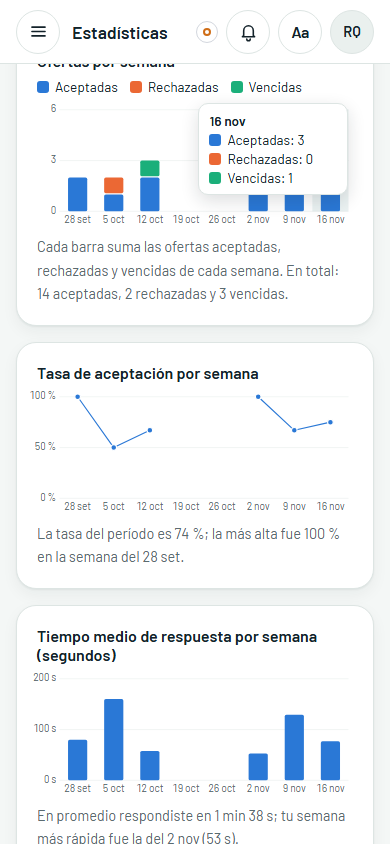 Estadísticas
Aa
RQ
Ofertas por semana
Aceptadas
Rechazadas
Vencidas
6
3
0
16 nov
Aceptadas: 3
Rechazadas: 0
Vencidas: 1
28 set
5 oct
12 oct
19 oct
26 oct
2 nov
9 nov
16 nov
Cada barra suma las ofertas aceptadas,
rechazadas y vencidas de cada semana. En total:
14 aceptadas, 2 rechazadas y 3 vencidas.
Tasa de aceptación por semana
100 %
50 %
0 %
28 set
5 oct
12 oct
19 oct
26 oct
2 nov
9 nov
16 nov
La tasa del período es 74 %; la más alta fue 100 %
en la semana del 28 set.
Tiempo medio de respuesta por semana
(segundos)
200 s
100 s
0 s
28 set
5 oct
12 oct
19 oct
26 oct
2 nov
9 nov
16 nov
En promedio respondiste en 1 min 38 s; tu semana
más rápida fue la del 2 nov (53 s).